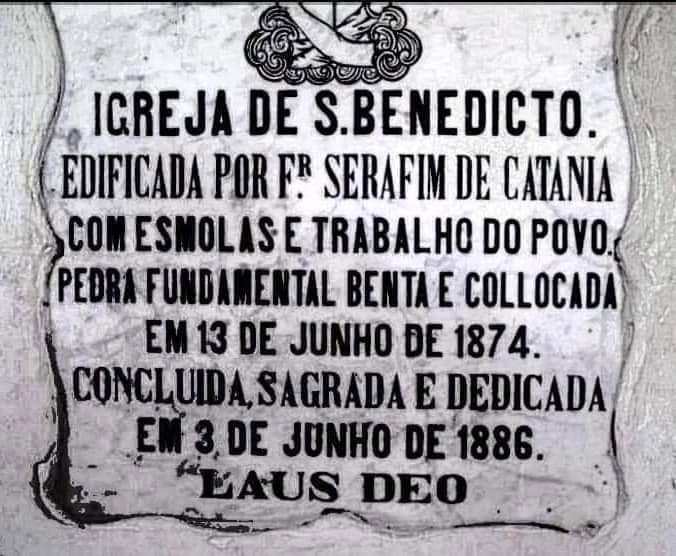 IGREJA DE S.BENEDICTO.
EDIFICADA POR FR. SERAFIM DE CATANIA
COM ESMOLAS E TRABALHO DO POVO.
PEDRA FUNDAMENTAL BENTA E COLLOCADA
EM 13 DE JUNHO DE 1874.
CONCLUIDA, SAGRADA E DEDICADA
EM 3 DE JUNHO DE 1886.
LAUS DEO